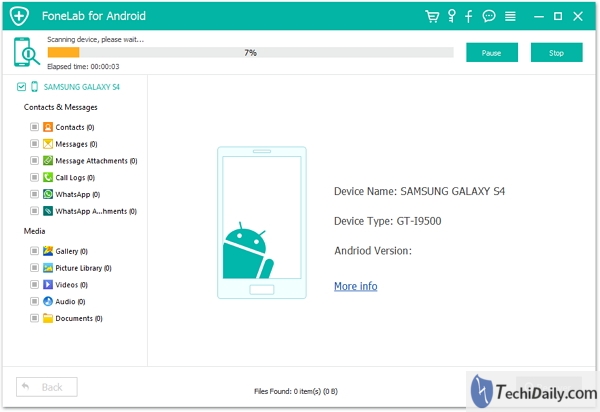 FoneLab for Android
Scanning device, please wait...
7%
Elapsed time: 00:00:03
Pause
Stop
SAMSUNG GALAXY S4
Contacts & Messages
Contacts (0)
Messages (0)
Message Attachments (0)
Call Logs (0)
WhatsApp (0)
WhatsApp A...hments (0)
Media
Gallery (0)
Picture Library (0)
Videos (0)
Audio (0)
Documents (0)
Device Name: SAMSUNG GALAXY S4
Device Type: GT-I9500
Andriod Version:
More info
Back
Files Found: 0 item(s) (0 B)
TechiDaily.com